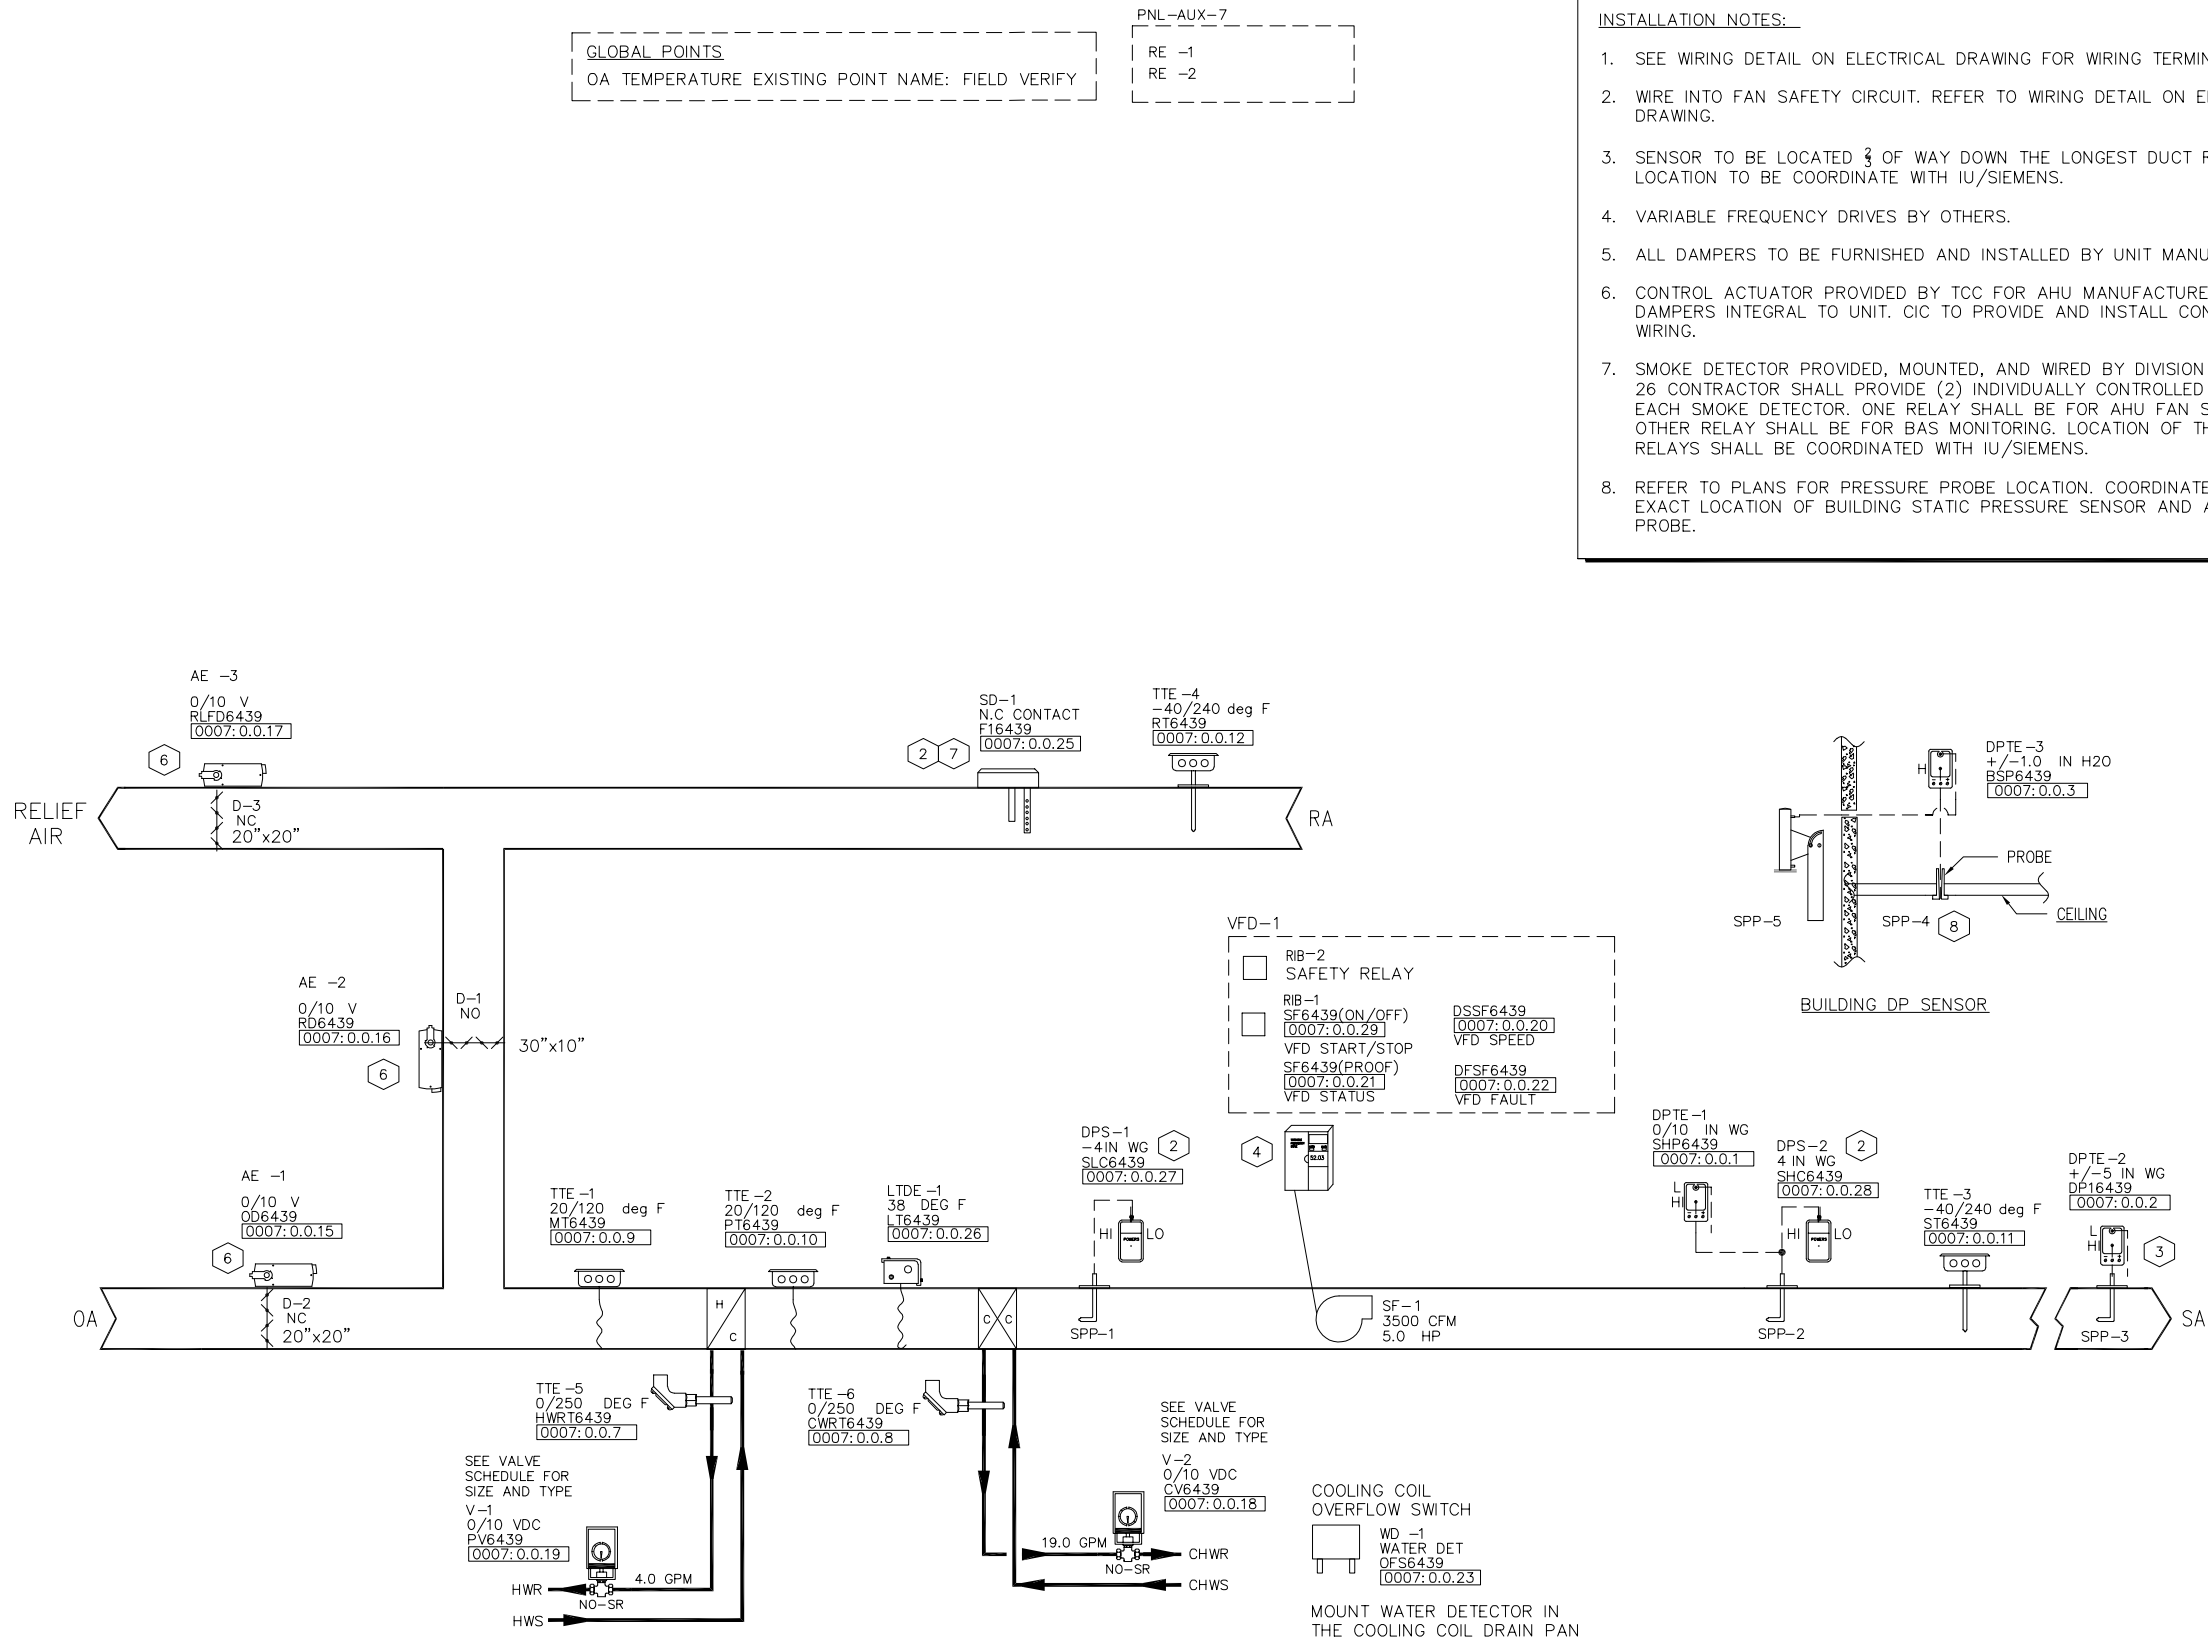 PNL-AUX-7
GLOBAL POINTS
OA TEMPERATURE EXISTING POINT NAME: FIELD VERIFY
RE -1
RE -2
INSTALLATION NOTES:
1. SEE WIRING DETAIL ON ELECTRICAL DRAWING FOR WIRING TERMIN
2. WIRE INTO FAN SAFETY CIRCUIT. REFER TO WIRING DETAIL ON E
DRAWING.
3. SENSOR TO BE LOCATED 2/3 OF WAY DOWN THE LONGEST DUCT R
LOCATION TO BE COORDINATE WITH IU/SIEMENS.
4. VARIABLE FREQUENCY DRIVES BY OTHERS.
5. ALL DAMPERS TO BE FURNISHED AND INSTALLED BY UNIT MANU
6. CONTROL ACTUATOR PROVIDED BY TCC FOR AHU MANUFACTURE
DAMPERS INTEGRAL TO UNIT. CIC TO PROVIDE AND INSTALL CON
WIRING.
7. SMOKE DETECTOR PROVIDED, MOUNTED, AND WIRED BY DIVISION
26 CONTRACTOR SHALL PROVIDE (2) INDIVIDUALLY CONTROLLED
EACH SMOKE DETECTOR. ONE RELAY SHALL BE FOR AHU FAN S
OTHER RELAY SHALL BE FOR BAS MONITORING. LOCATION OF TH
RELAYS SHALL BE COORDINATED WITH IU/SIEMENS.
8. REFER TO PLANS FOR PRESSURE PROBE LOCATION. COORDINATE
EXACT LOCATION OF BUILDING STATIC PRESSURE SENSOR AND A
PROBE.
AE -3
0/10 V
RLFD6439
0007:0.0.17
6
SD-1
N.C CONTACT
F16439
0007:0.0.25
2 7
TTE -4
-40/240 deg F
RT6439
0007:0.0.12
RELIEF
AIR
D-3
NC
20"x20"
RA
DPTE-3
+/-1.0 IN H2O
BSP6439
0007:0.0.3
H
PROBE
CEILING
SPP-5
SPP-4
8
BUILDING DP SENSOR
AE -2
0/10 V
RD6439
0007:0.0.16
6
D-1
NO
30"x10"
VFD-1
RIB-2
SAFETY RELAY
RIB-1
SF6439(ON/OFF)
0007:0.0.29
VFD START/STOP
SF6439(PROOF)
0007:0.0.21
VFD STATUS
DSSF6439
0007:0.0.20
VFD SPEED
DFSF6439
0007:0.0.22
VFD FAULT
4
52.03
AE -1
0/10 V
OD6439
0007:0.0.15
6
OA
D-2
NC
20"x20"
TTE -1
20/120 deg F
MT6439
0007:0.0.9
TTE -2
20/120 deg F
PT6439
0007:0.0.10
LTDE -1
38 DEG F
LT6439
0007:0.0.26
DPS-1
-4IN WG
SLC6439
0007:0.0.27
2
HI
POWERS
LO
SPP-1
H
C
C C
SF-1
3500 CFM
5.0 HP
DPTE-1
0/10 IN WG
SHP6439
0007:0.0.1
L
HI
DPS-2
4 IN WG
SHC6439
0007:0.0.28
2
HI
POWERS
LO
SPP-2
TTE -3
-40/240 deg F
ST6439
0007:0.0.11
DPTE-2
+/-5 IN WG
DP16439
0007:0.0.2
L
HI
3
SPP-3
SA
TTE -5
0/250 DEG F
HWRT6439
0007:0.0.7
SEE VALVE
SCHEDULE FOR
SIZE AND TYPE
V-1
0/10 VDC
PV6439
0007:0.0.19
4.0 GPM
HWR
NO-SR
HWS
TTE -6
0/250 DEG F
CWRT6439
0007:0.0.8
SEE VALVE
SCHEDULE FOR
SIZE AND TYPE
V-2
0/10 VDC
CV6439
0007:0.0.18
19.0 GPM
CHWR
NO-SR
CHWS
COOLING COIL
OVERFLOW SWITCH
WD -1
WATER DET
OFS6439
0007:0.0.23
MOUNT WATER DETECTOR IN
THE COOLING COIL DRAIN PAN